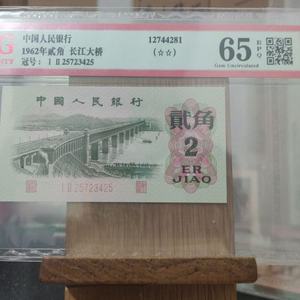 中国人民银行
1962年贰角 长江大桥
冠号: I II 25723425
12744281
(☆☆)
65 EPQ
Gem Uncirculated
中國人民銀行
貳角
2
ER
JIAO
I II 25723425